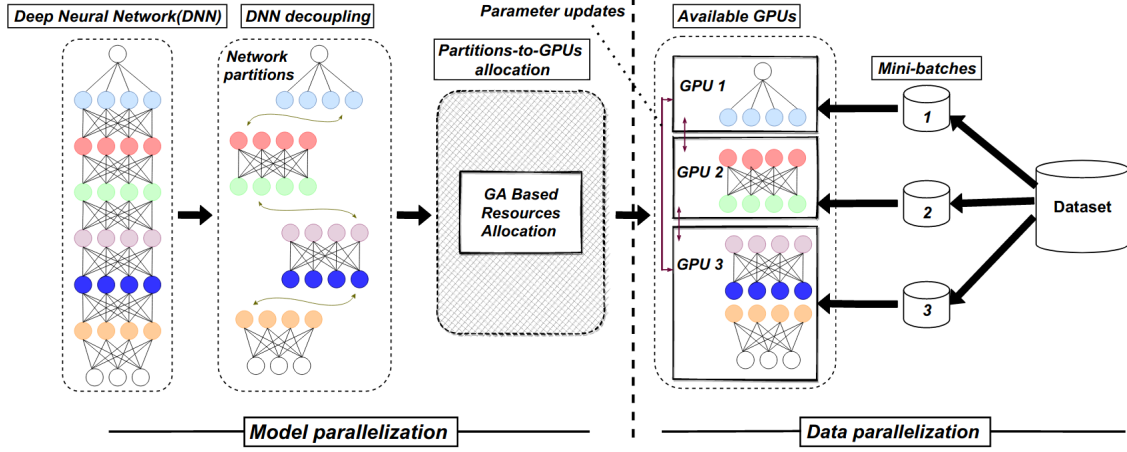 Deep Neural Network(DNN)
DNN decoupling
Parameter updates
Available GPUs
Network
partitions
Partitions-to-GPUs
allocation
Mini-batches
GPU 1
1
GA Based
Resources
Allocation
GPU 2
2
Dataset
GPU 3
3
Model parallelization
Data parallelization